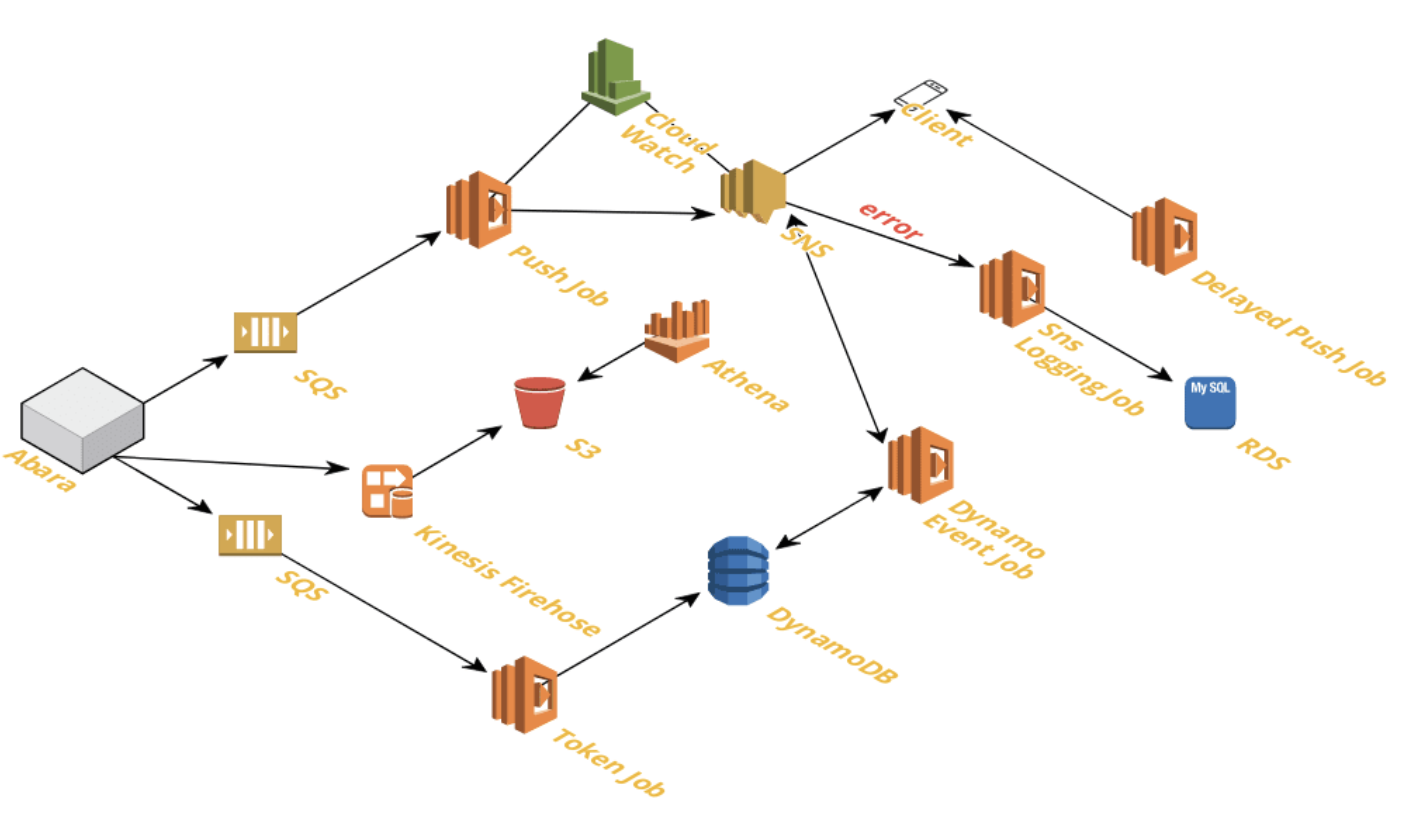 Cloud
Watch
Client
error
SNS
Push Job
Delayed Push Job
Sns
Logging Job
My SQL
RDS
SQS
Athena
S3
Abara
Kinesis Firehose
Dynamo
Event Job
SQS
DynamoDB
Token Job